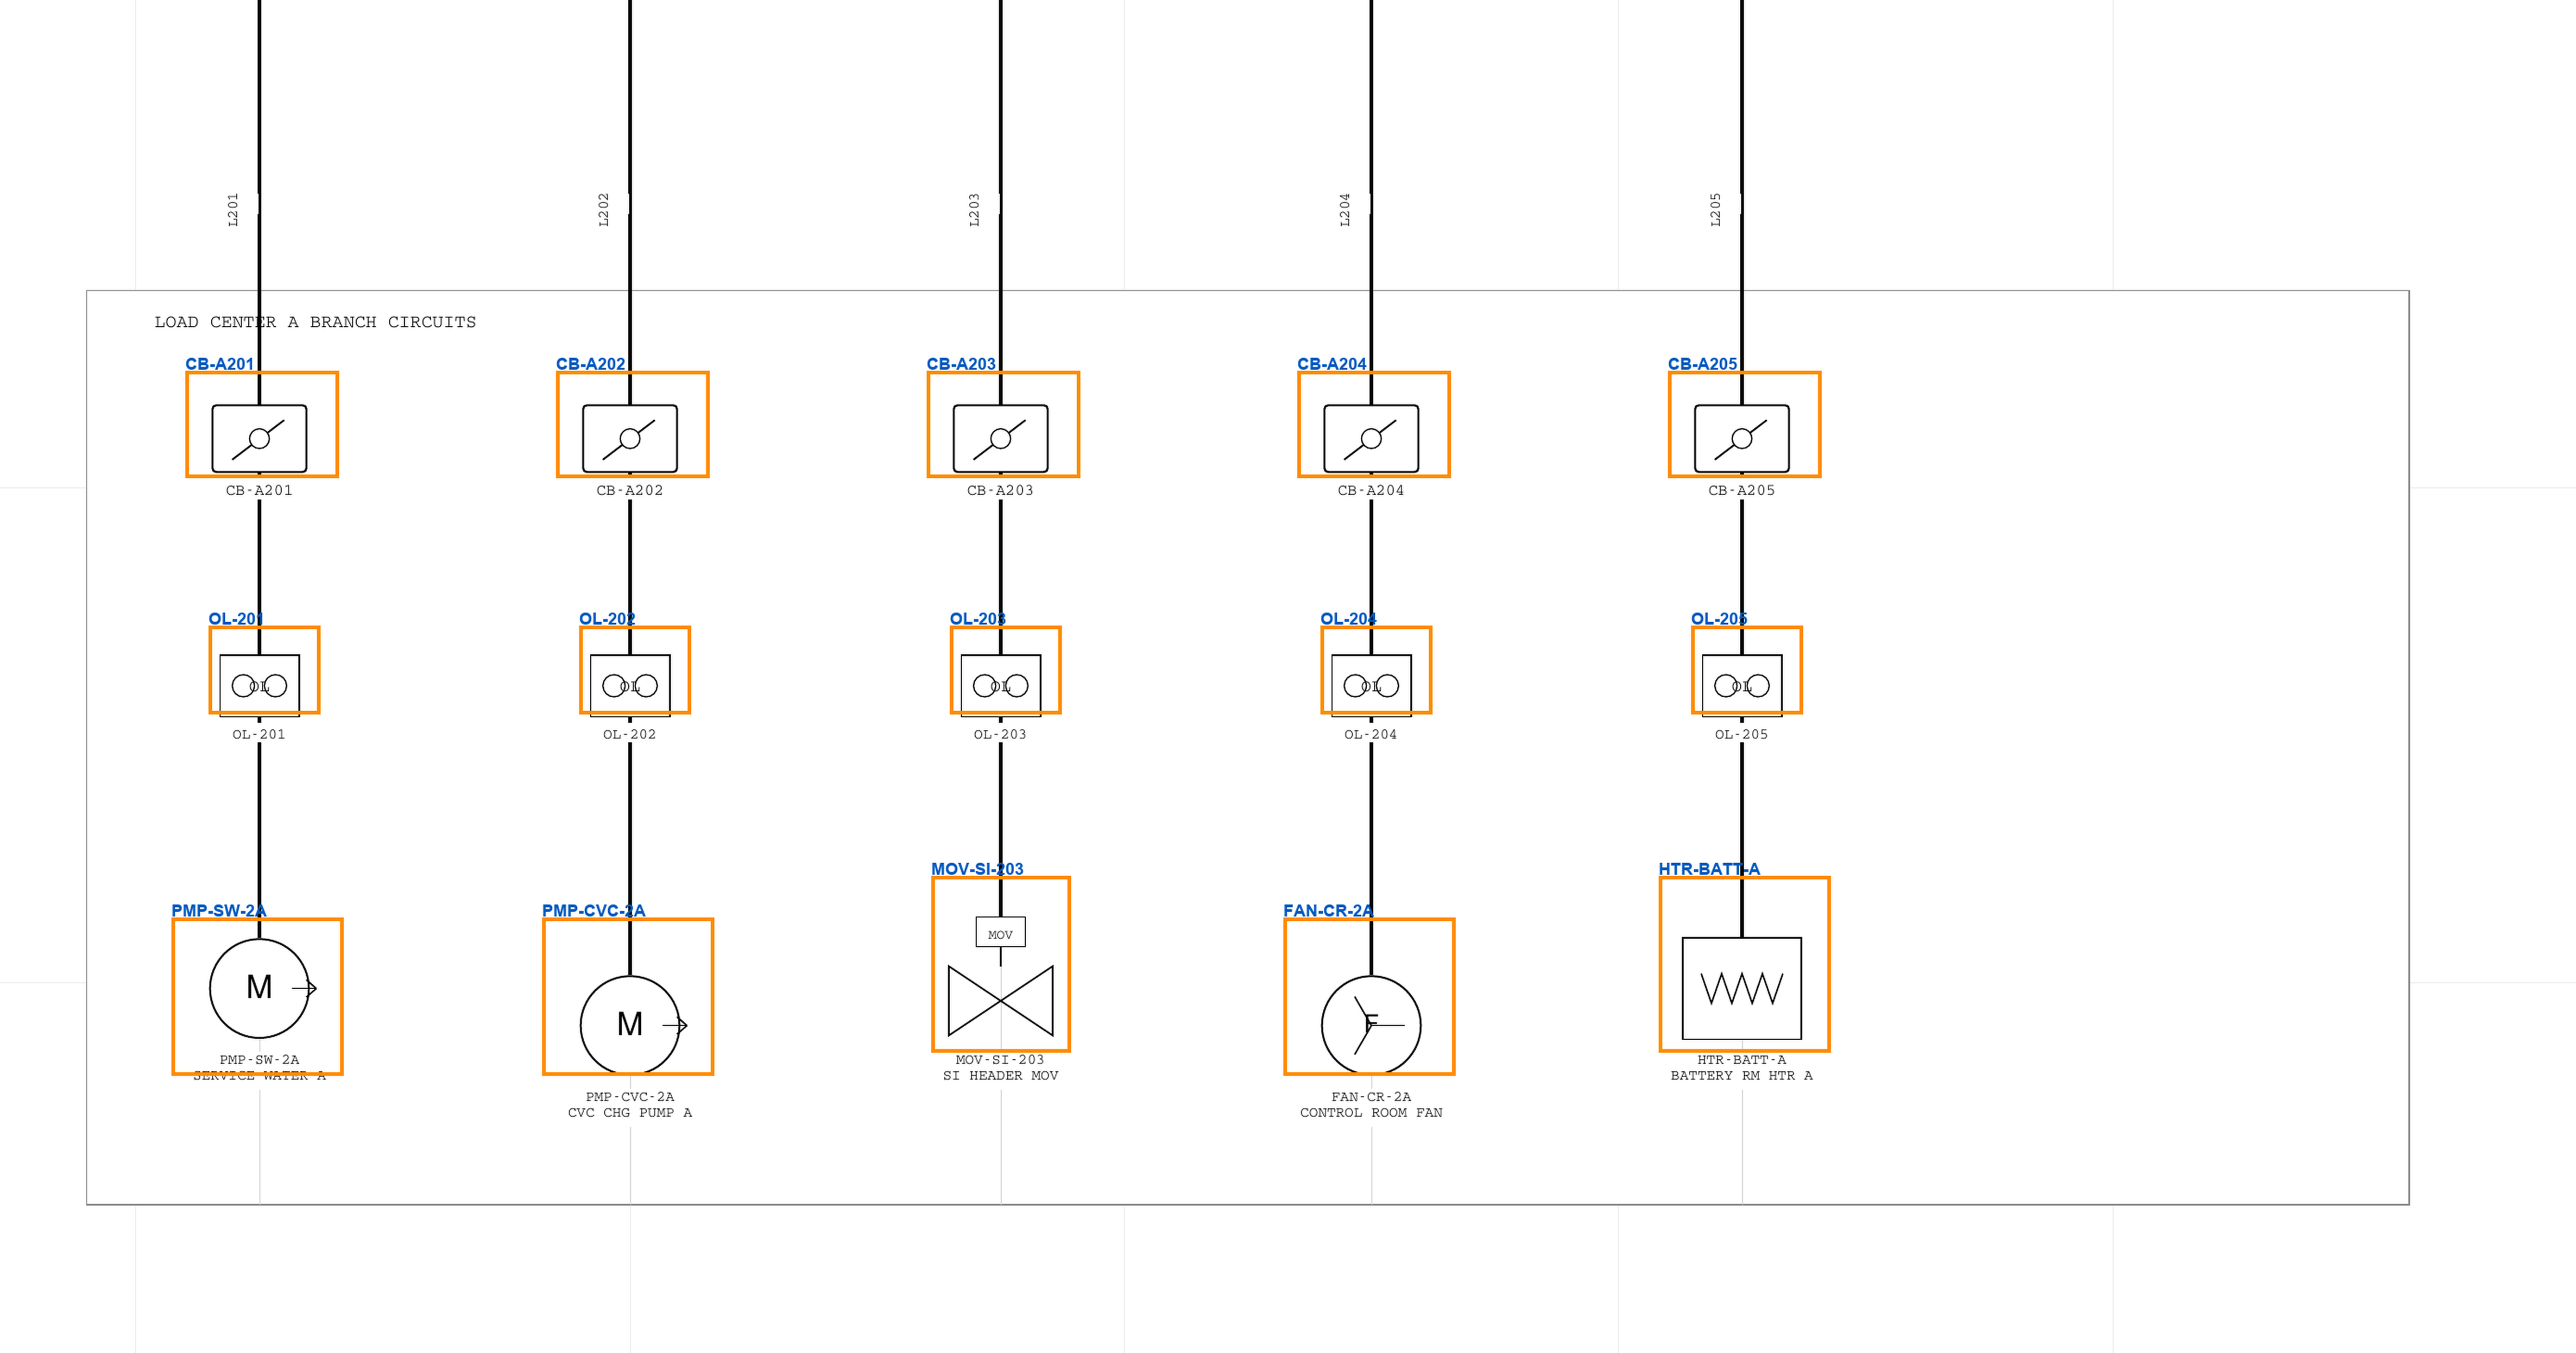 L201
L202
L203
L204
L205
LOAD CENTER A BRANCH CIRCUITS
CB-A201
CB-A202
CB-A203
CB-A204
CB-A205
CB-A201
CB-A202
CB-A203
CB-A204
CB-A205
OL-201
OL-202
OL-203
OL-204
OL-205
OL
OL
OL
OL
OL
OL-201
OL-202
OL-203
OL-204
OL-205
MOV-SI-203
HTR-BATT-A
PMP-SW-2A
PMP-CVC-2A
FAN-CR-2A
MOV
M
M
F
PMP-SW-2A
SERVICE WATER A
MOV-SI-203
SI HEADER MOV
HTR-BATT-A
BATTERY RM HTR A
PMP-CVC-2A
CVC CHG PUMP A
FAN-CR-2A
CONTROL ROOM FAN